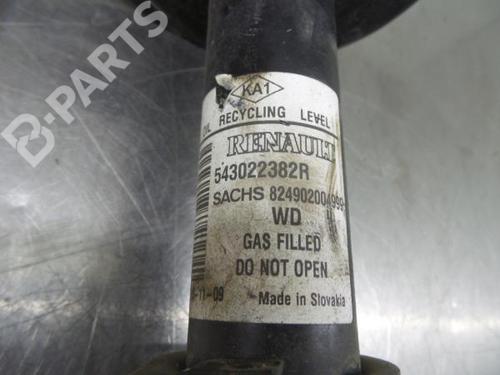 B-PARTS
KA1
OIL RECYCLING LEVEL
RENAULT
543022382R
SACHS 824902004999
WD
GAS FILLED
DO NOT OPEN
-11-09 Made in Slovakia